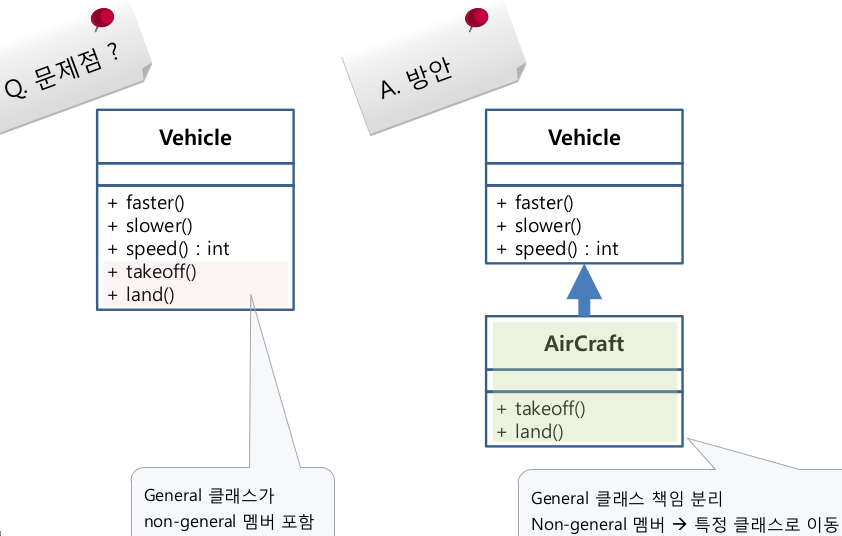 Q. 문제점 ?
A. 방안
Vehicle
+ faster()
+ slower()
+ speed() : int
+ takeoff()
+ land()
General 클래스가
non-general 멤버 포함
Vehicle
+ faster()
+ slower()
+ speed() : int
AirCraft
+ takeoff()
+ land()
General 클래스 책임 분리
Non-general 멤버 → 특정 클래스로 이동